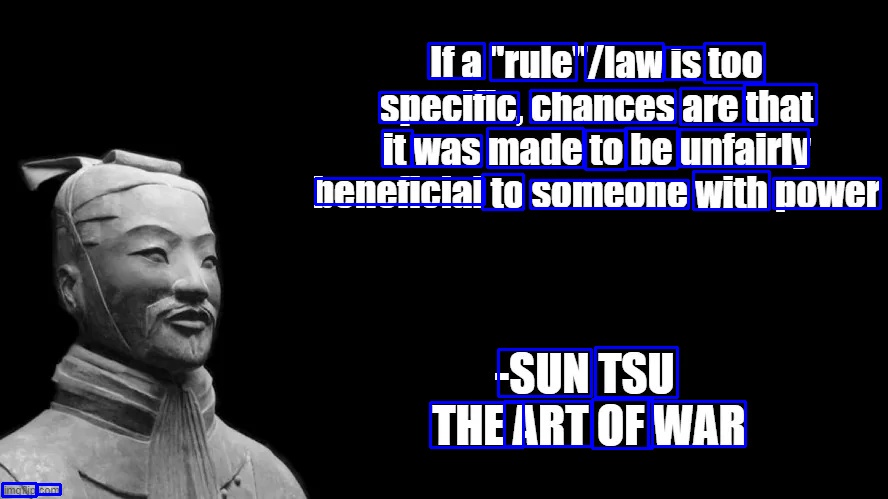 If a "rule"/law is too
specific, chances are that
it was made to be unfairly
beneficial to someone with power
-SUN TSU
THE ART OF WAR
imgflip.com